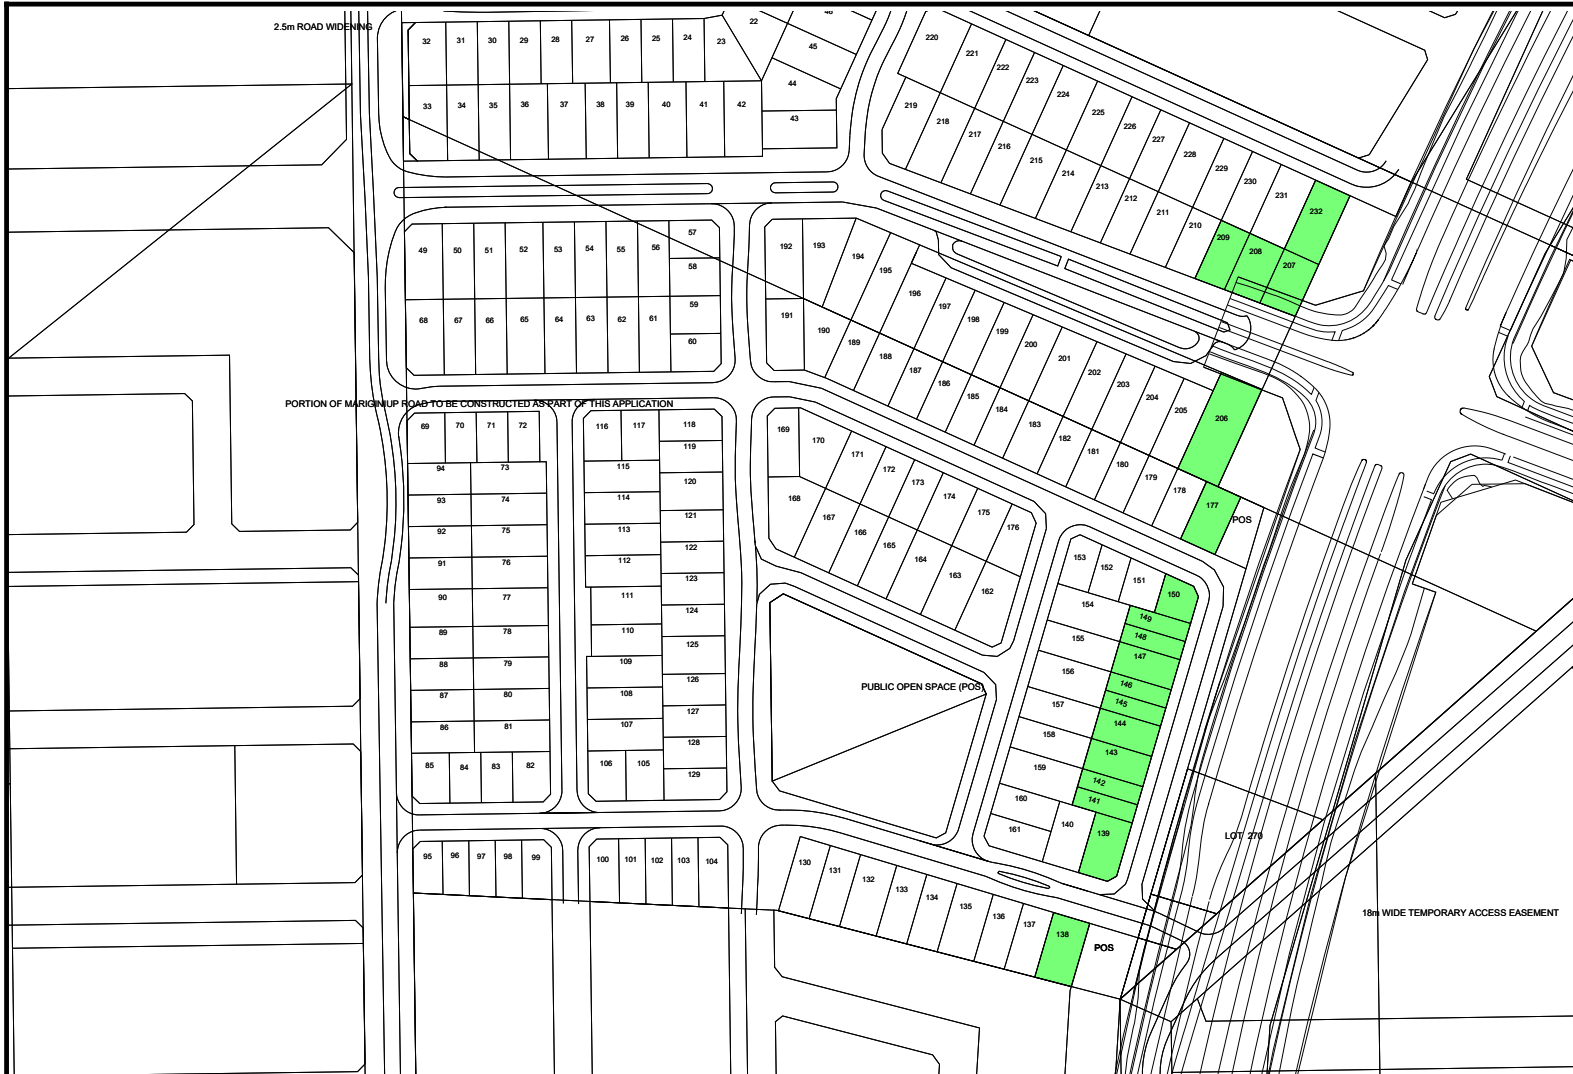 2.5m ROAD WIDENING
32 31 30 29 28 27 26 25 24 23 22 46
45
44
43
33 34 35 36 37 38 39 40 41 42
220 221 222 223 224 225 226 227 228 229 230 231 232
219 218 217 216 215 214 213 212 211 210 209 208 207
49 50 51 52 53 54 55 56 57
58
59
60
68 67 66 65 64 63 62 61
192 193 194 195 196 197 198 199 200 201 202 203 204 205 206
191 190 189 188 187 186 185 184 183 182 181 180 179 178 177
POS
PORTION OF MARIGINIUP ROAD TO BE CONSTRUCTED AS PART OF THIS APPLICATION
69 70 71 72
94 73
93 74
92 75
91 76
90 77
89 78
88 79
87 80
86 81
85 84 83 82
116 117 118
119
115
120
114
121
113
122
112
123
111
124
110
125
109
126
108
127
107
128
106 105
129
169 170 171 172 173 174 175 176
168 167 166 165 164 163 162
153 152 151 150
154 149
148
155 147
156 146
145
157 144
158 143
159 142
160 141
161 140 139
PUBLIC OPEN SPACE (POS)
LOT 270
95 96 97 98 99
100 101 102 103 104
130 131 132 133 134 135 136 137 138
POS
18m WIDE TEMPORARY ACCESS EASEMENT